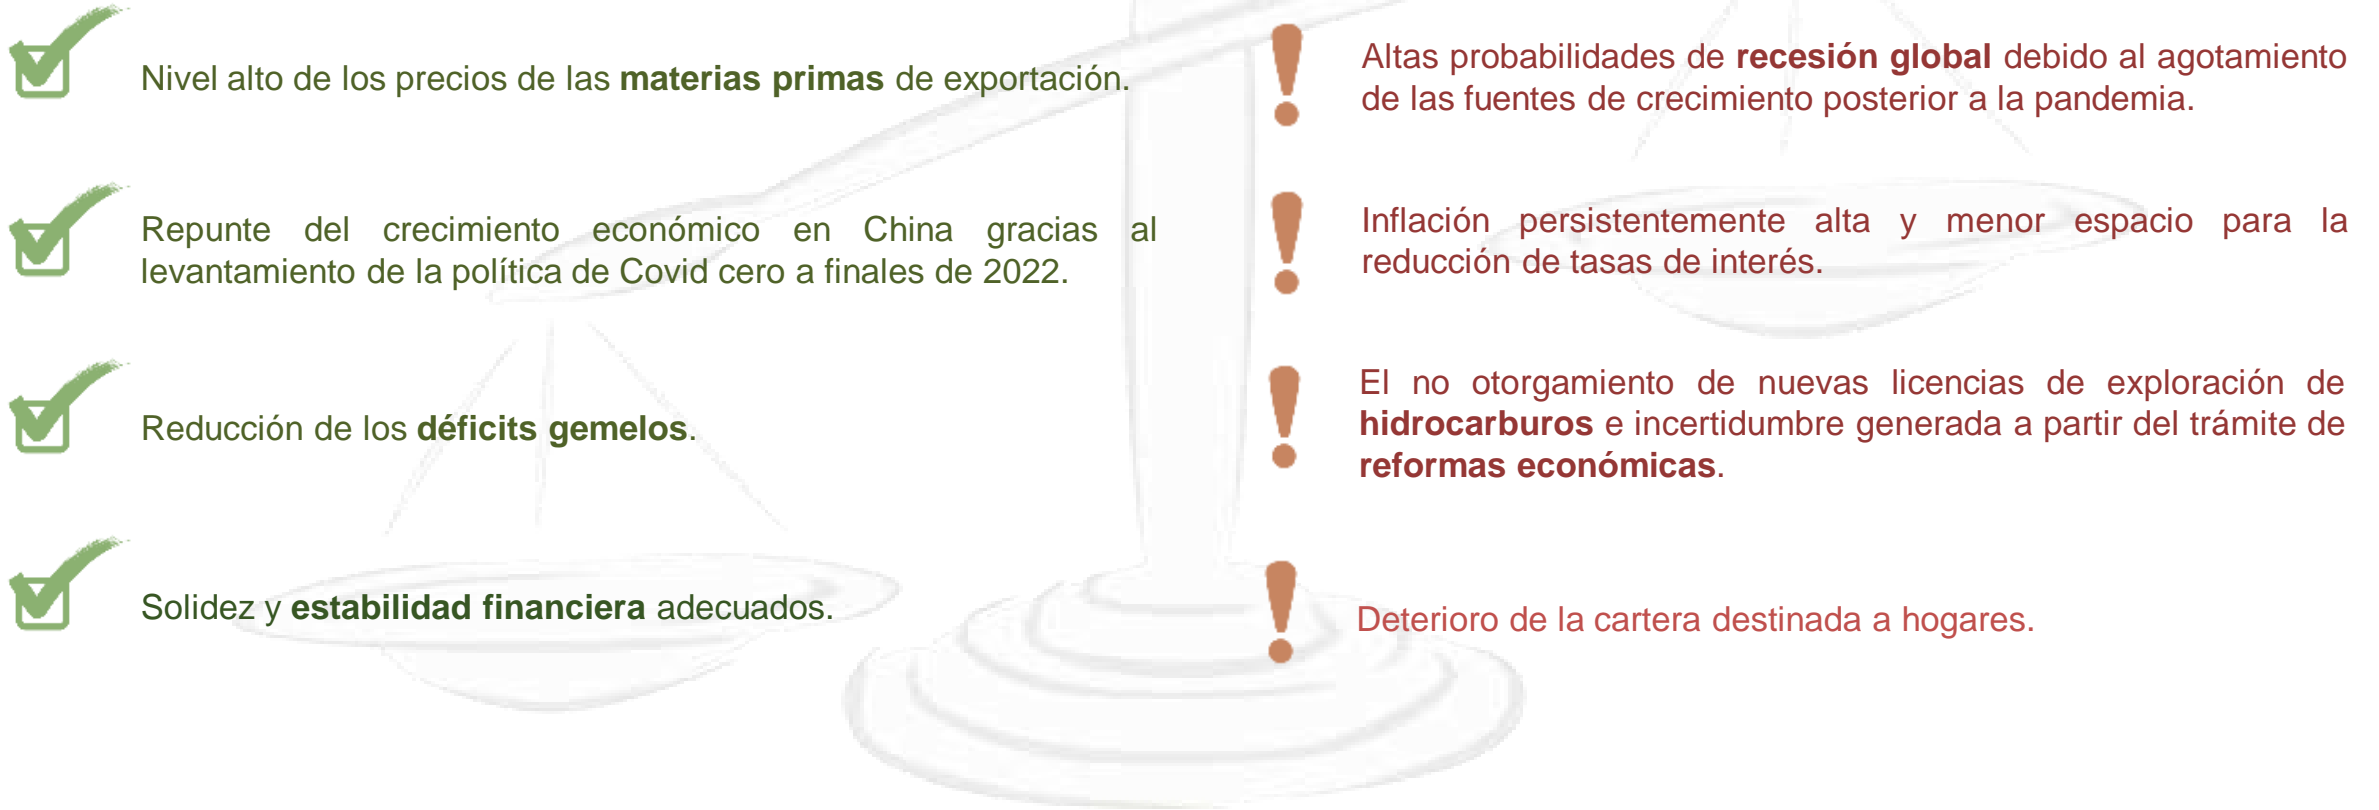 Nivel alto de los precios de las materias primas de exportación.
Repunte del crecimiento económico en China gracias al
levantamiento de la política de Covid cero a finales de 2022.
Reducción de los déficits gemelos.
Solidez y estabilidad financiera adecuados.
Altas probabilidades de recesión global debido al agotamiento
de las fuentes de crecimiento posterior a la pandemia.
Inflación persistentemente alta y menor espacio para la
reducción de tasas de interés.
El no otorgamiento de nuevas licencias de exploración de
hidrocarburos e incertidumbre generada a partir del trámite de
reformas económicas.
Deterioro de la cartera destinada a hogares.